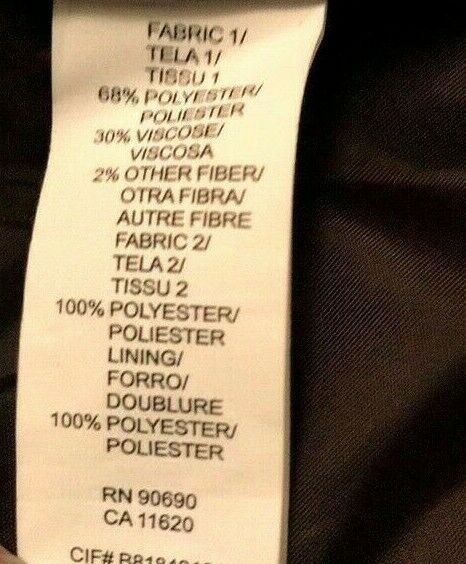 FABRIC 1/
TELA 1/
TISSU 1
68% POLYESTER/
POLIESTER
30% VISCOSE/
VISCOSA
2% OTHER FIBER/
OTRA FIBRA/
AUTRE FIBRE
FABRIC 2/
TELA 2/
TISSU 2
100% POLYESTER/
POLIESTER
LINING/
FORRO/
DOUBLURE
100% POLYESTER/
POLIESTER
RN 90690
CA 11620
CIF#